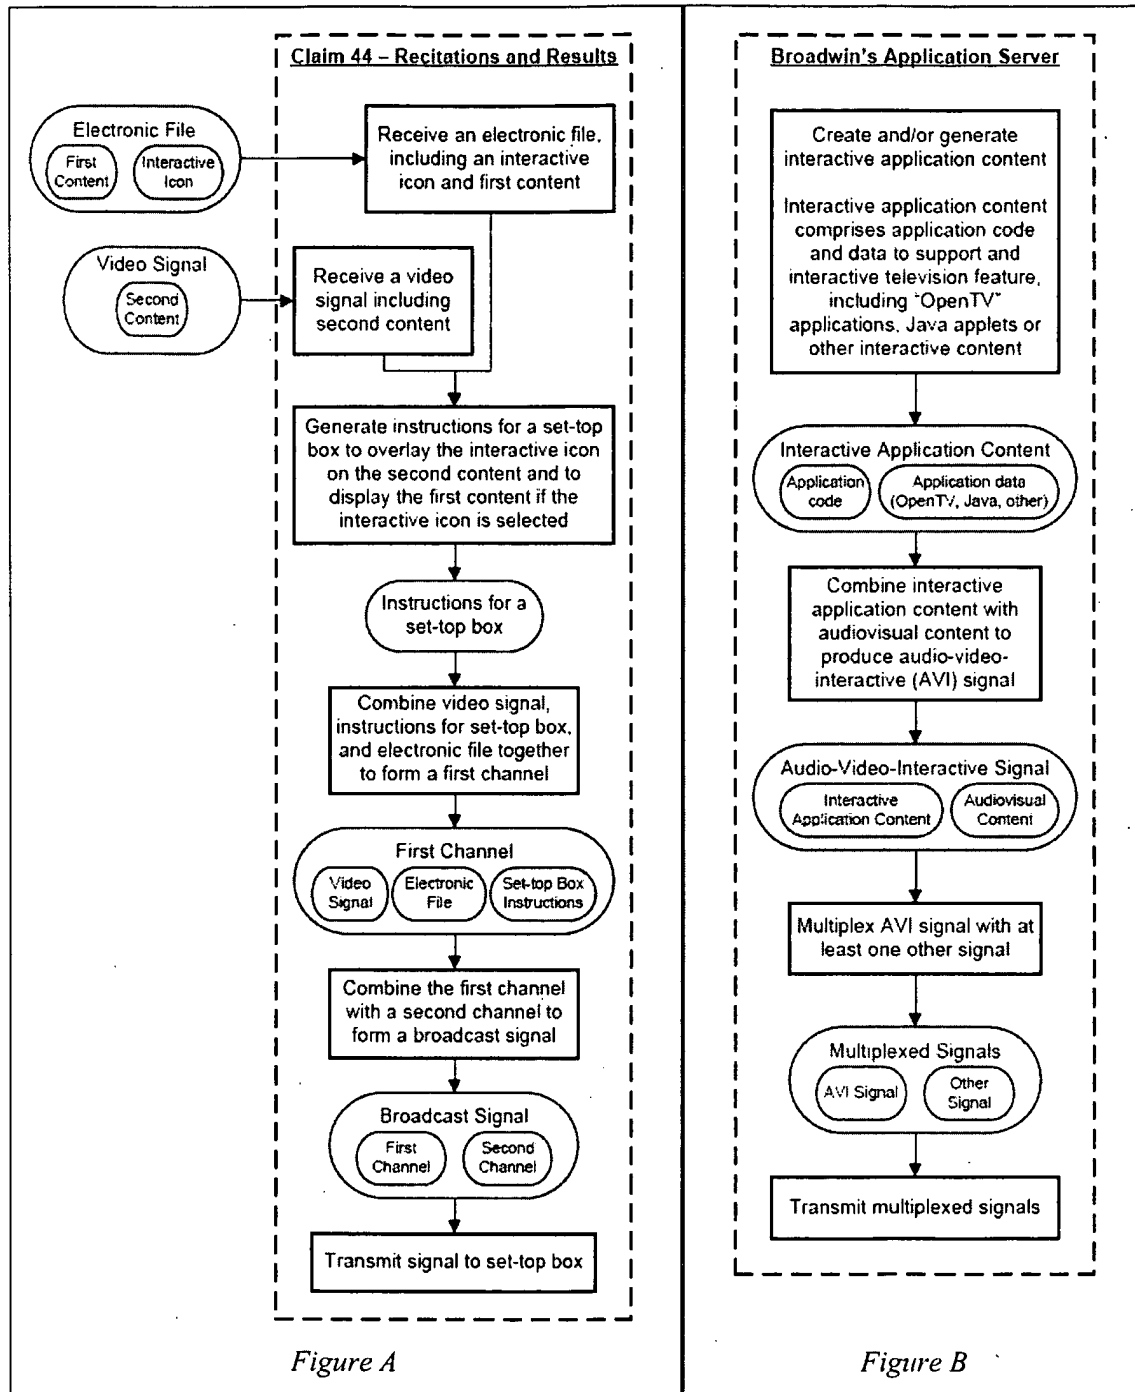 Claim 44 – Recitations and Results
Electronic File
First
Content
Interactive
Icon
Receive an electronic file,
including an interactive
icon and first content
Video Signal
Second
Content
Receive a video
signal including
second content
Generate instructions for a set-top
box to overlay the interactive icon
on the second content and to
display the first content if the
interactive icon is selected
Instructions for a
set-top box
Combine video signal,
instructions for set-top box,
and electronic file together
to form a first channel
First Channel
Video
Signal
Electronic
File
Set-top Box
Instructions
Combine the first channel
with a second channel to
form a broadcast signal
Broadcast Signal
First
Channel
Second
Channel
Transmit signal to set-top box
Figure A
Broadwin's Application Server
Create and/or generate
interactive application content
Interactive application content
comprises application code
and data to support and
interactive television feature,
including "OpenTV"
applications, Java applets or
other interactive content
Interactive Application Content
Application
code
Application data
(OpenTV, Java, other)
Combine interactive
application content with
audiovisual content to
produce audio-video-
interactive (AVI) signal
Audio-Video-Interactive Signal
Interactive
Application Content
Audiovisual
Content
Multiplex AVI signal with at
least one other signal
Multiplexed Signals
AVI Signal
Other
Signal
Transmit multiplexed signals
Figure B